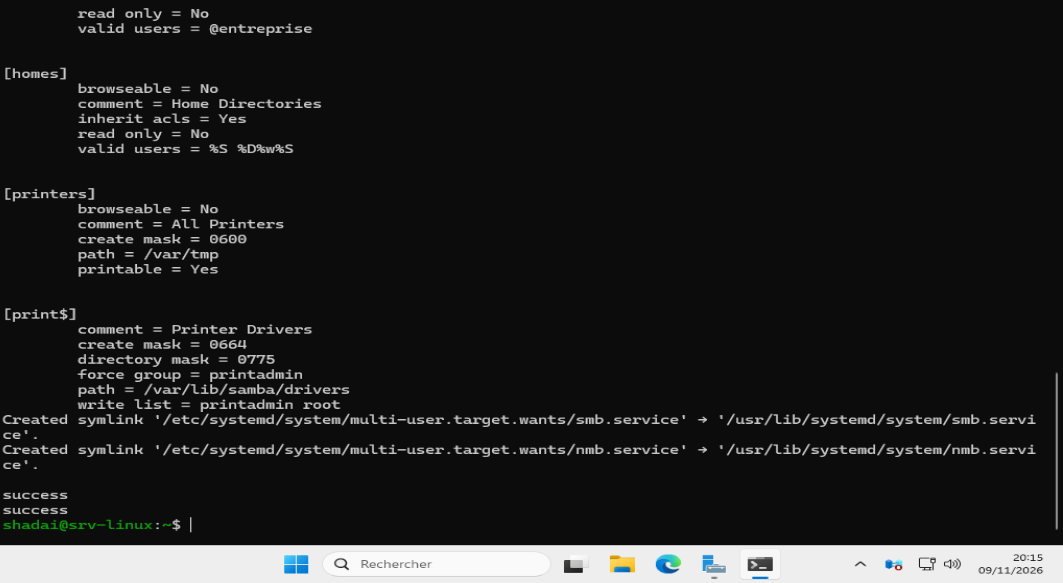 read only = No
valid users = @entreprise
[homes]
browseable = No
comment = Home Directories
inherit acls = Yes
read only = No
valid users = %S %D%w%S
[printers]
browseable = No
comment = All Printers
create mask = 0600
path = /var/tmp
printable = Yes
[print$]
comment = Printer Drivers
create mask = 0664
directory mask = 0775
force group = printadmin
path = /var/lib/samba/drivers
write list = printadmin root
Created symlink '/etc/systemd/system/multi-user.target.wants/smb.service' → '/usr/lib/systemd/system/smb.servi
ce'.
Created symlink '/etc/systemd/system/multi-user.target.wants/nmb.service' → '/usr/lib/systemd/system/nmb.servi
ce'.
success
success
shadai@srv-linux:~$
Rechercher
20:15
09/11/2026